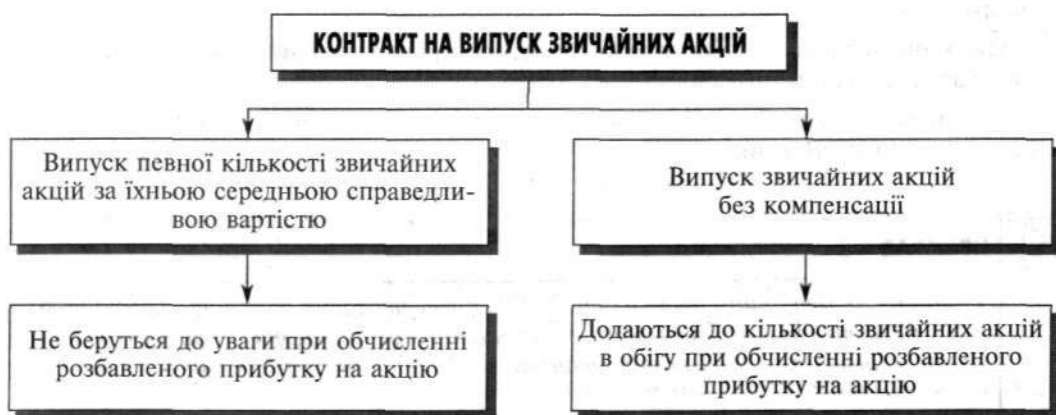 КОНТРАКТ НА ВИПУСК ЗВИЧАЙНИХ АКЦІЙ
Випуск певної кількості звичайних
акцій за їхньою середньою справедли-
вою вартістю
Випуск звичайних акцій
без компенсації
Не беруться до уваги при обчисленні
розбавленого прибутку на акцію
Додаються до кількості звичайних акцій
в обігу при обчисленні розбавленого
прибутку на акцію